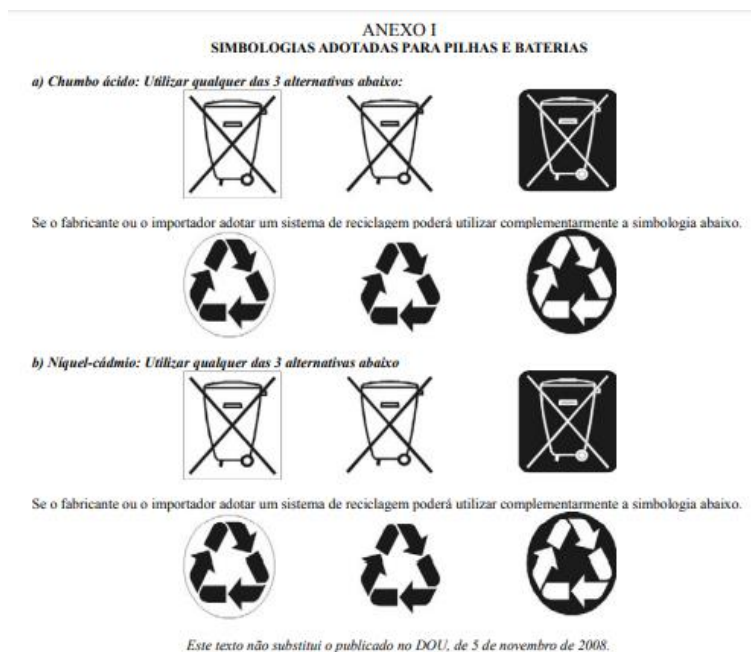 ANEXO I
SIMBOLOGIAS ADOTADAS PARA PILHAS E BATERIAS
a) Chumbo ácido: Utilizar qualquer das 3 alternativas abaixo:
Se o fabricante ou o importador adotar um sistema de reciclagem poderá utilizar complementarmente a simbologia abaixo.
b) Níquel-cádmio: Utilizar qualquer das 3 alternativas abaixo
Se o fabricante ou o importador adotar um sistema de reciclagem poderá utilizar complementarmente a simbologia abaixo.
Este texto não substitui o publicado no DOU, de 5 de novembro de 2008.